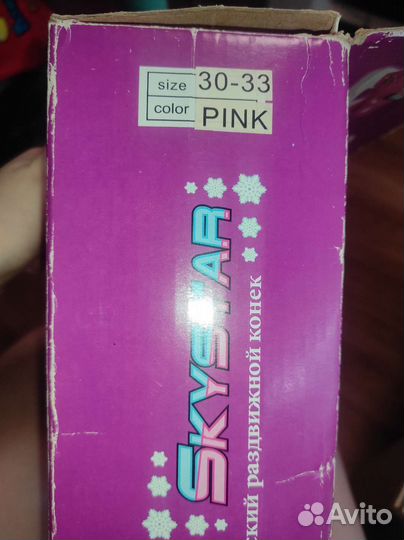 size 30-33
color PINK
SKYSTAR
раздвижной конек
Avito